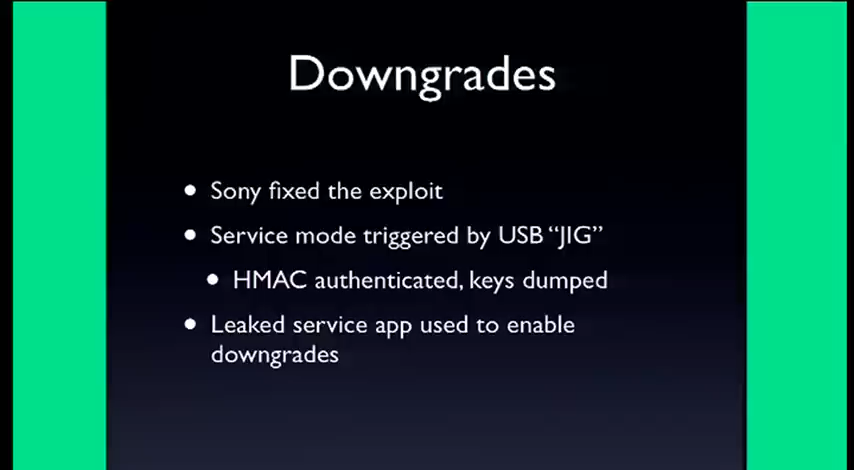 Downgrades
• Sony fixed the exploit
• Service mode triggered by USB “JIG”
• HMAC authenticated, keys dumped
• Leaked service app used to enable
downgrades